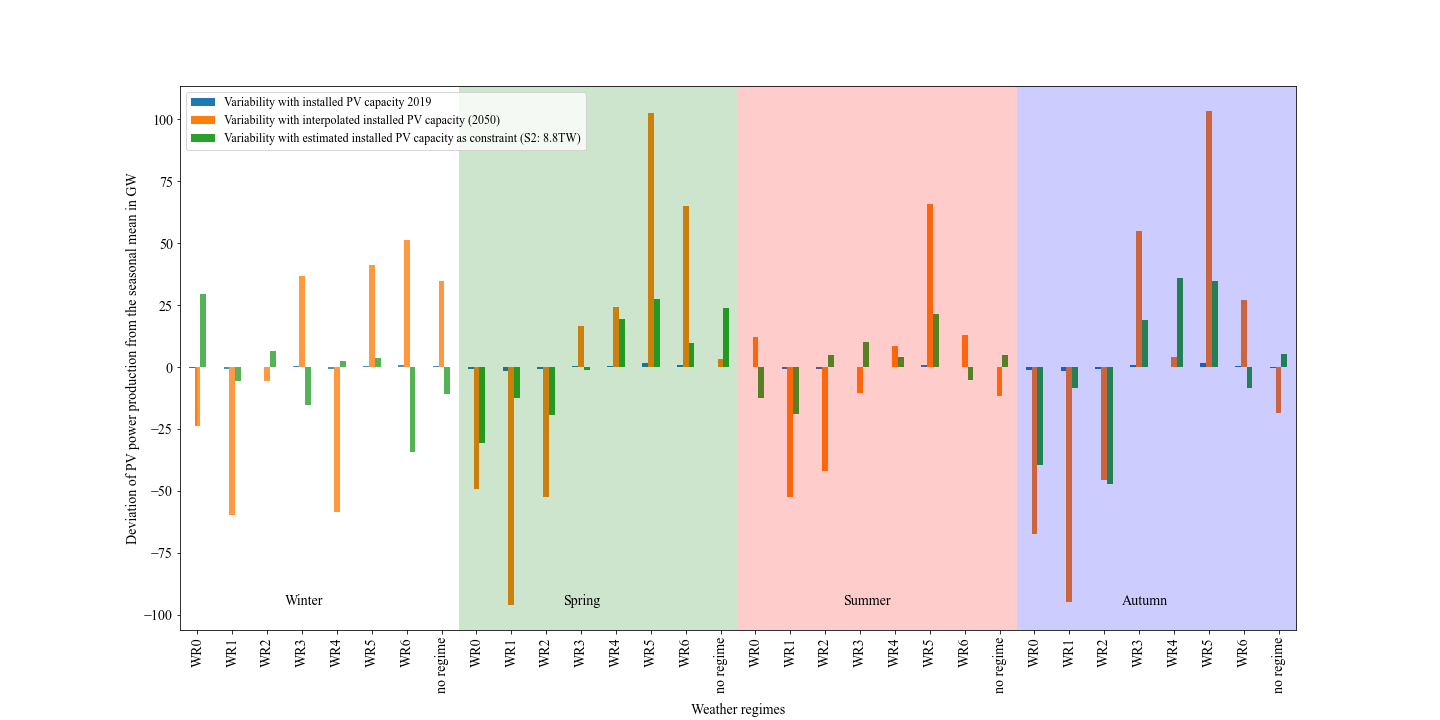 Variability with installed PV capacity 2019
Variability with interpolated installed PV capacity (2050)
Variability with estimated installed PV capacity as constraint (S2: 8.8TW)
Deviation of PV power production from the seasonal mean in GW
100
75
50
25
0
−25
−50
−75
−100
Winter
Spring
Summer
Autumn
WR0
WR1
WR2
WR3
WR4
WR5
WR6
no regime
WR0
WR1
WR2
WR3
WR4
WR5
WR6
no regime
WR0
WR1
WR2
WR3
WR4
WR5
WR6
no regime
WR0
WR1
WR2
WR3
WR4
WR5
WR6
no regime
Weather regimes